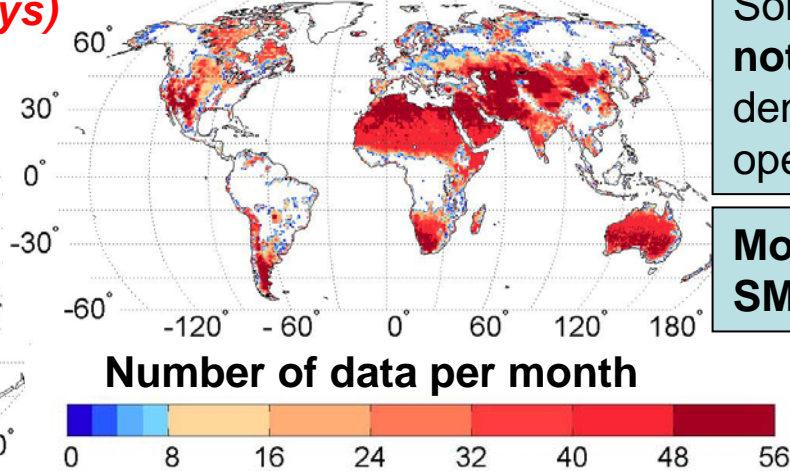 ys)
60°
30°
0°
-30°
-60°
-120° - 60° 0° 60° 120° 180°
not
der
ope
Mo
SM
Number of data per month
0 8 16 24 32 40 48 56
0°